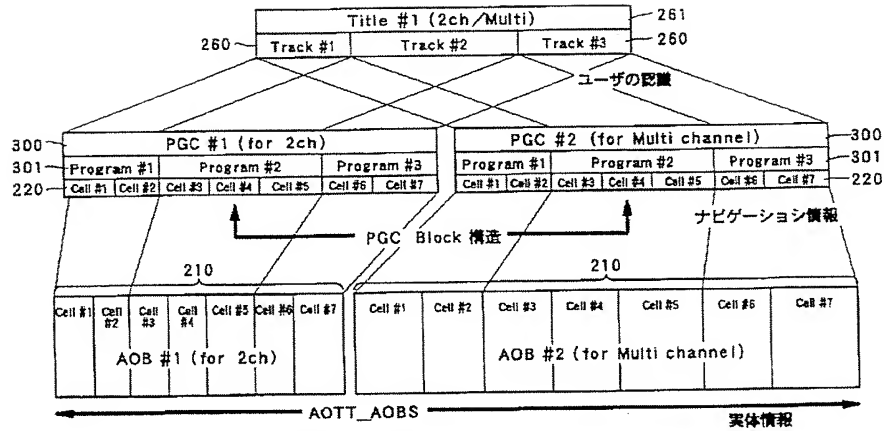 Title #1 (2ch/Multi) 261
260 Track #1 Track #2 Track #3 260
ユーザの認識
300 PGC #1 (for 2ch) PGC #2 (for Multi channel) 300
301 Program #1 Program #2 Program #3 Program #1 Program #2 Program #3 301
220 Cell #1 Cell #2 Cell #3 Cell #4 Cell #5 Cell #6 Cell #7 Cell #1 Cell #2 Cell #3 Cell #4 Cell #5 Cell #6 Cell #7 220
PGC Block 構造
ナビゲーショシ情報
210 210
Cell #1 Cell #2 Cell #3 Cell #4 Cell #5 Cell #6 Cell #7 Cell #1 Cell #2 Cell #3 Cell #4 Cell #5 Cell #6 Cell #7
AOB #1 (for 2ch) AOB #2 (for Multi channel)
AOTT_AOBS
実体情報